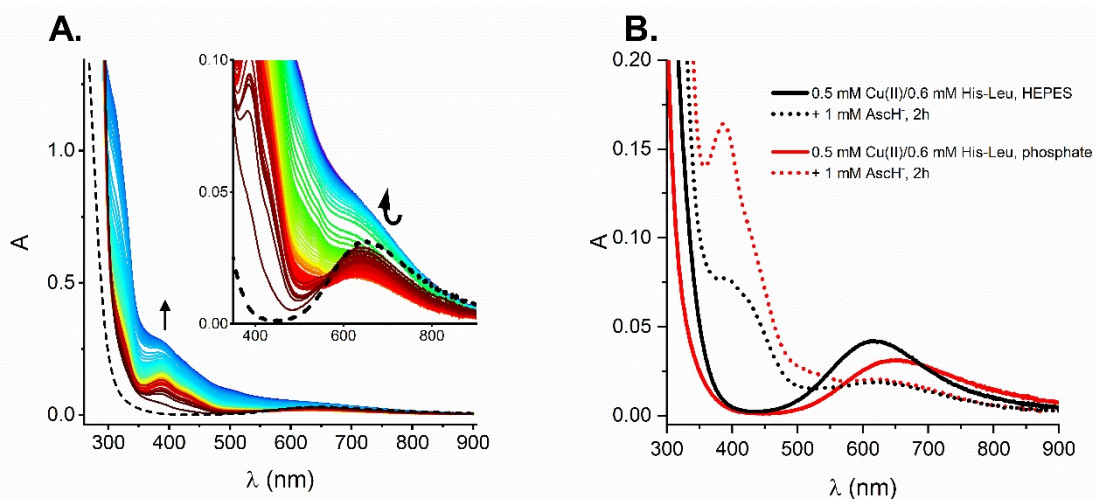 A.
1.0
0.5
0.0
A
300
400
500
600
700
800
900
λ (nm)
0.10
0.05
0.00
400
600
800
B.
0.20
0.15
0.10
0.05
0.00
A
300
400
500
600
700
800
900
λ (nm)
0.5 mM Cu(II)/0.6 mM His-Leu, HEPES
+ 1 mM AscH⁻, 2h
0.5 mM Cu(II)/0.6 mM His-Leu, phosphate
+ 1 mM AscH⁻, 2h